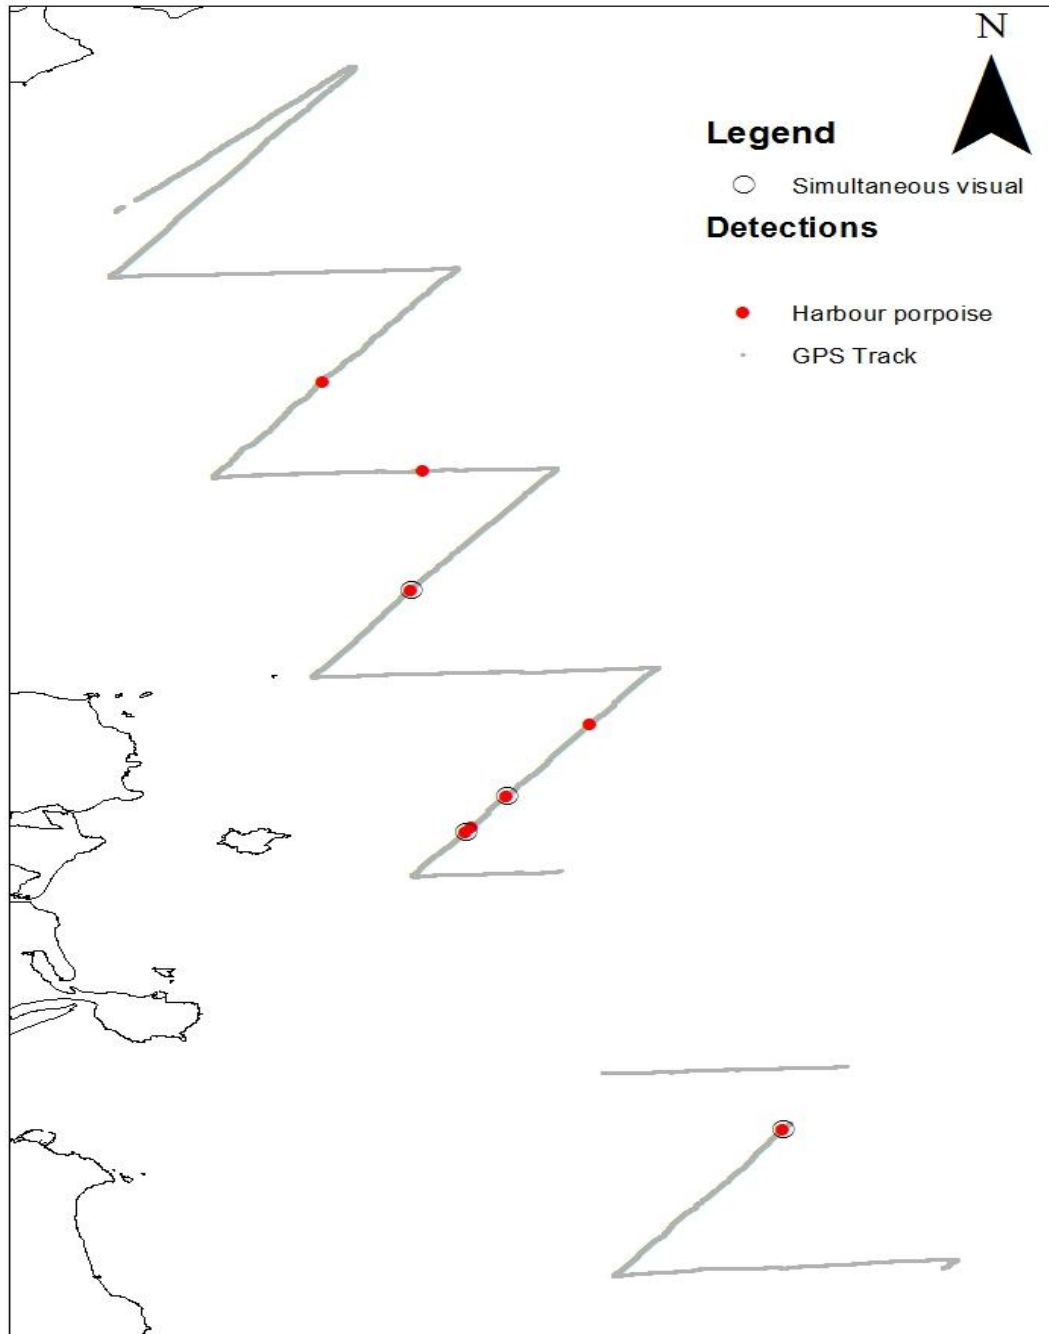 N
Legend
Simultaneous visual
Detections
Harbour porpoise
GPS Track